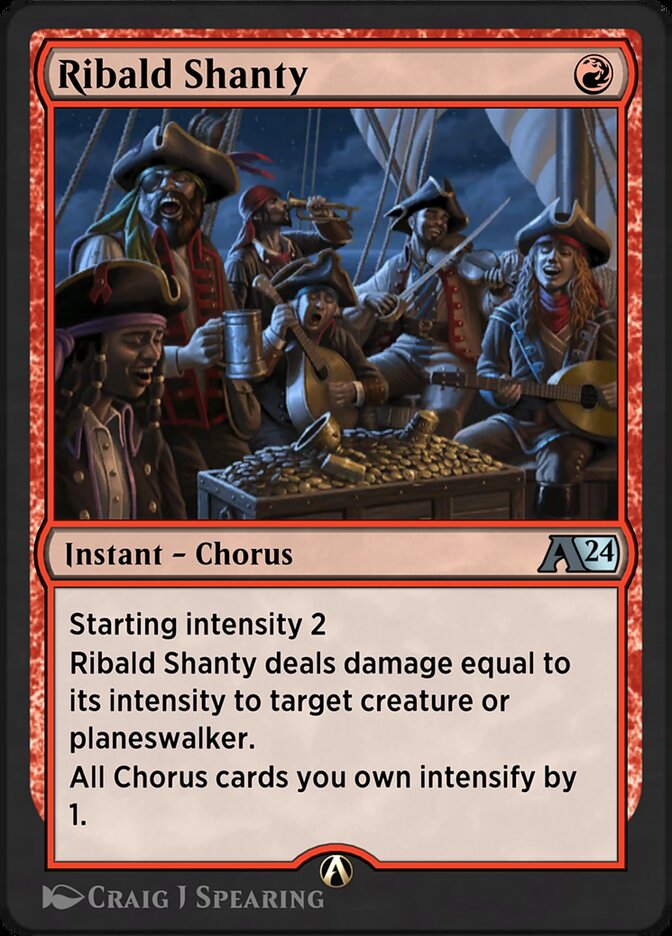 Ribald Shanty
Instant – Chorus
A24
Starting intensity 2
Ribald Shanty deals damage equal to
its intensity to target creature or
planeswalker.
All Chorus cards you own intensify by
1.
Craig J Spearing